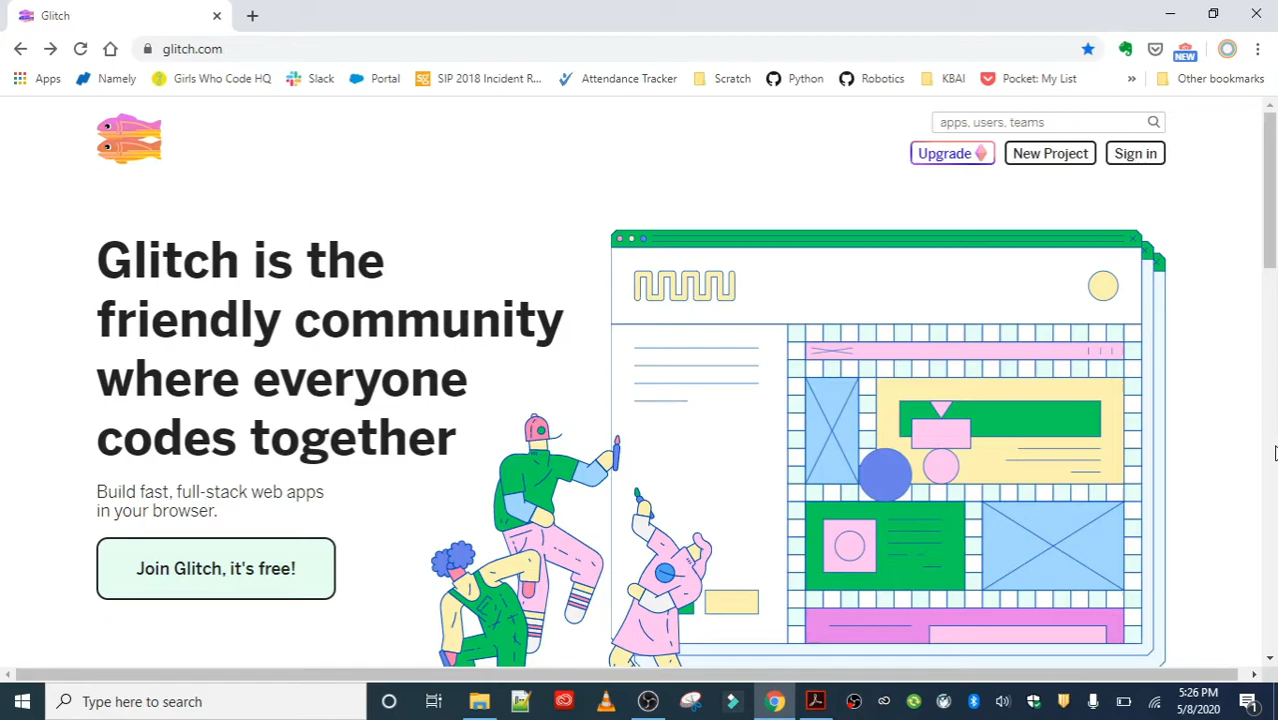 Glitch
glitch.com
NEW
Apps
Namely
Girls Who Code HQ
Slack
Portal
SIP 2018 Incident R...
Attendance Tracker
Scratch
Python
Robotics
KBAI
Pocket: My List
»
Other bookmarks
apps, users, teams
Upgrade
New Project
Sign in
Glitch is the
friendly community
where everyone
codes together
Build fast, full-stack web apps
in your browser.
Join Glitch, it's free!
Type here to search
5:26 PM
5/8/2020
1